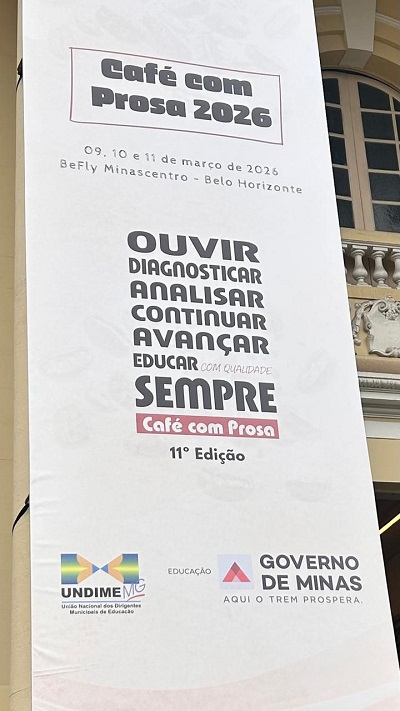 Café com
Prosa 2026
09, 10 e 11 de março de 2026
BeFly Minascentro - Belo Horizonte
OUVIR
DIAGNOSTICAR
ANALISAR
CONTINUAR
AVANÇAR
EDUCAR COM QUALIDADE
SEMPRE
Café com Prosa
11º Edição
UNDIME MG
União Nacional dos Dirigentes
Municipais de Educação
EDUCAÇÃO
GOVERNO
DE MINAS
AQUI O TREM PROSPERA.